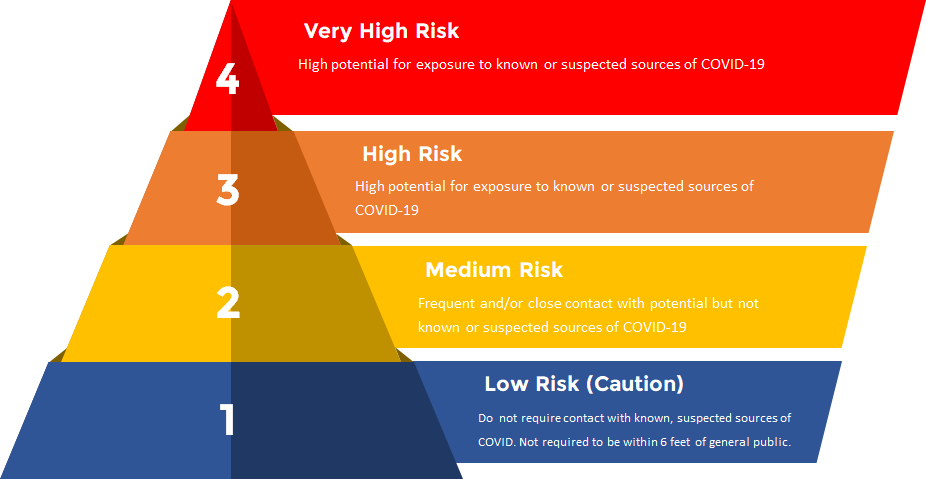 4
Very High Risk
High potential for exposure to known or suspected sources of COVID-19
3
High Risk
High potential for exposure to known or suspected sources of
COVID-19
2
Medium Risk
Frequent and/or close contact with potential but not
known or suspected sources of COVID-19
1
Low Risk (Caution)
Do not require contact with known, suspected sources of
COVID. Not required to be within 6 feet of general public.